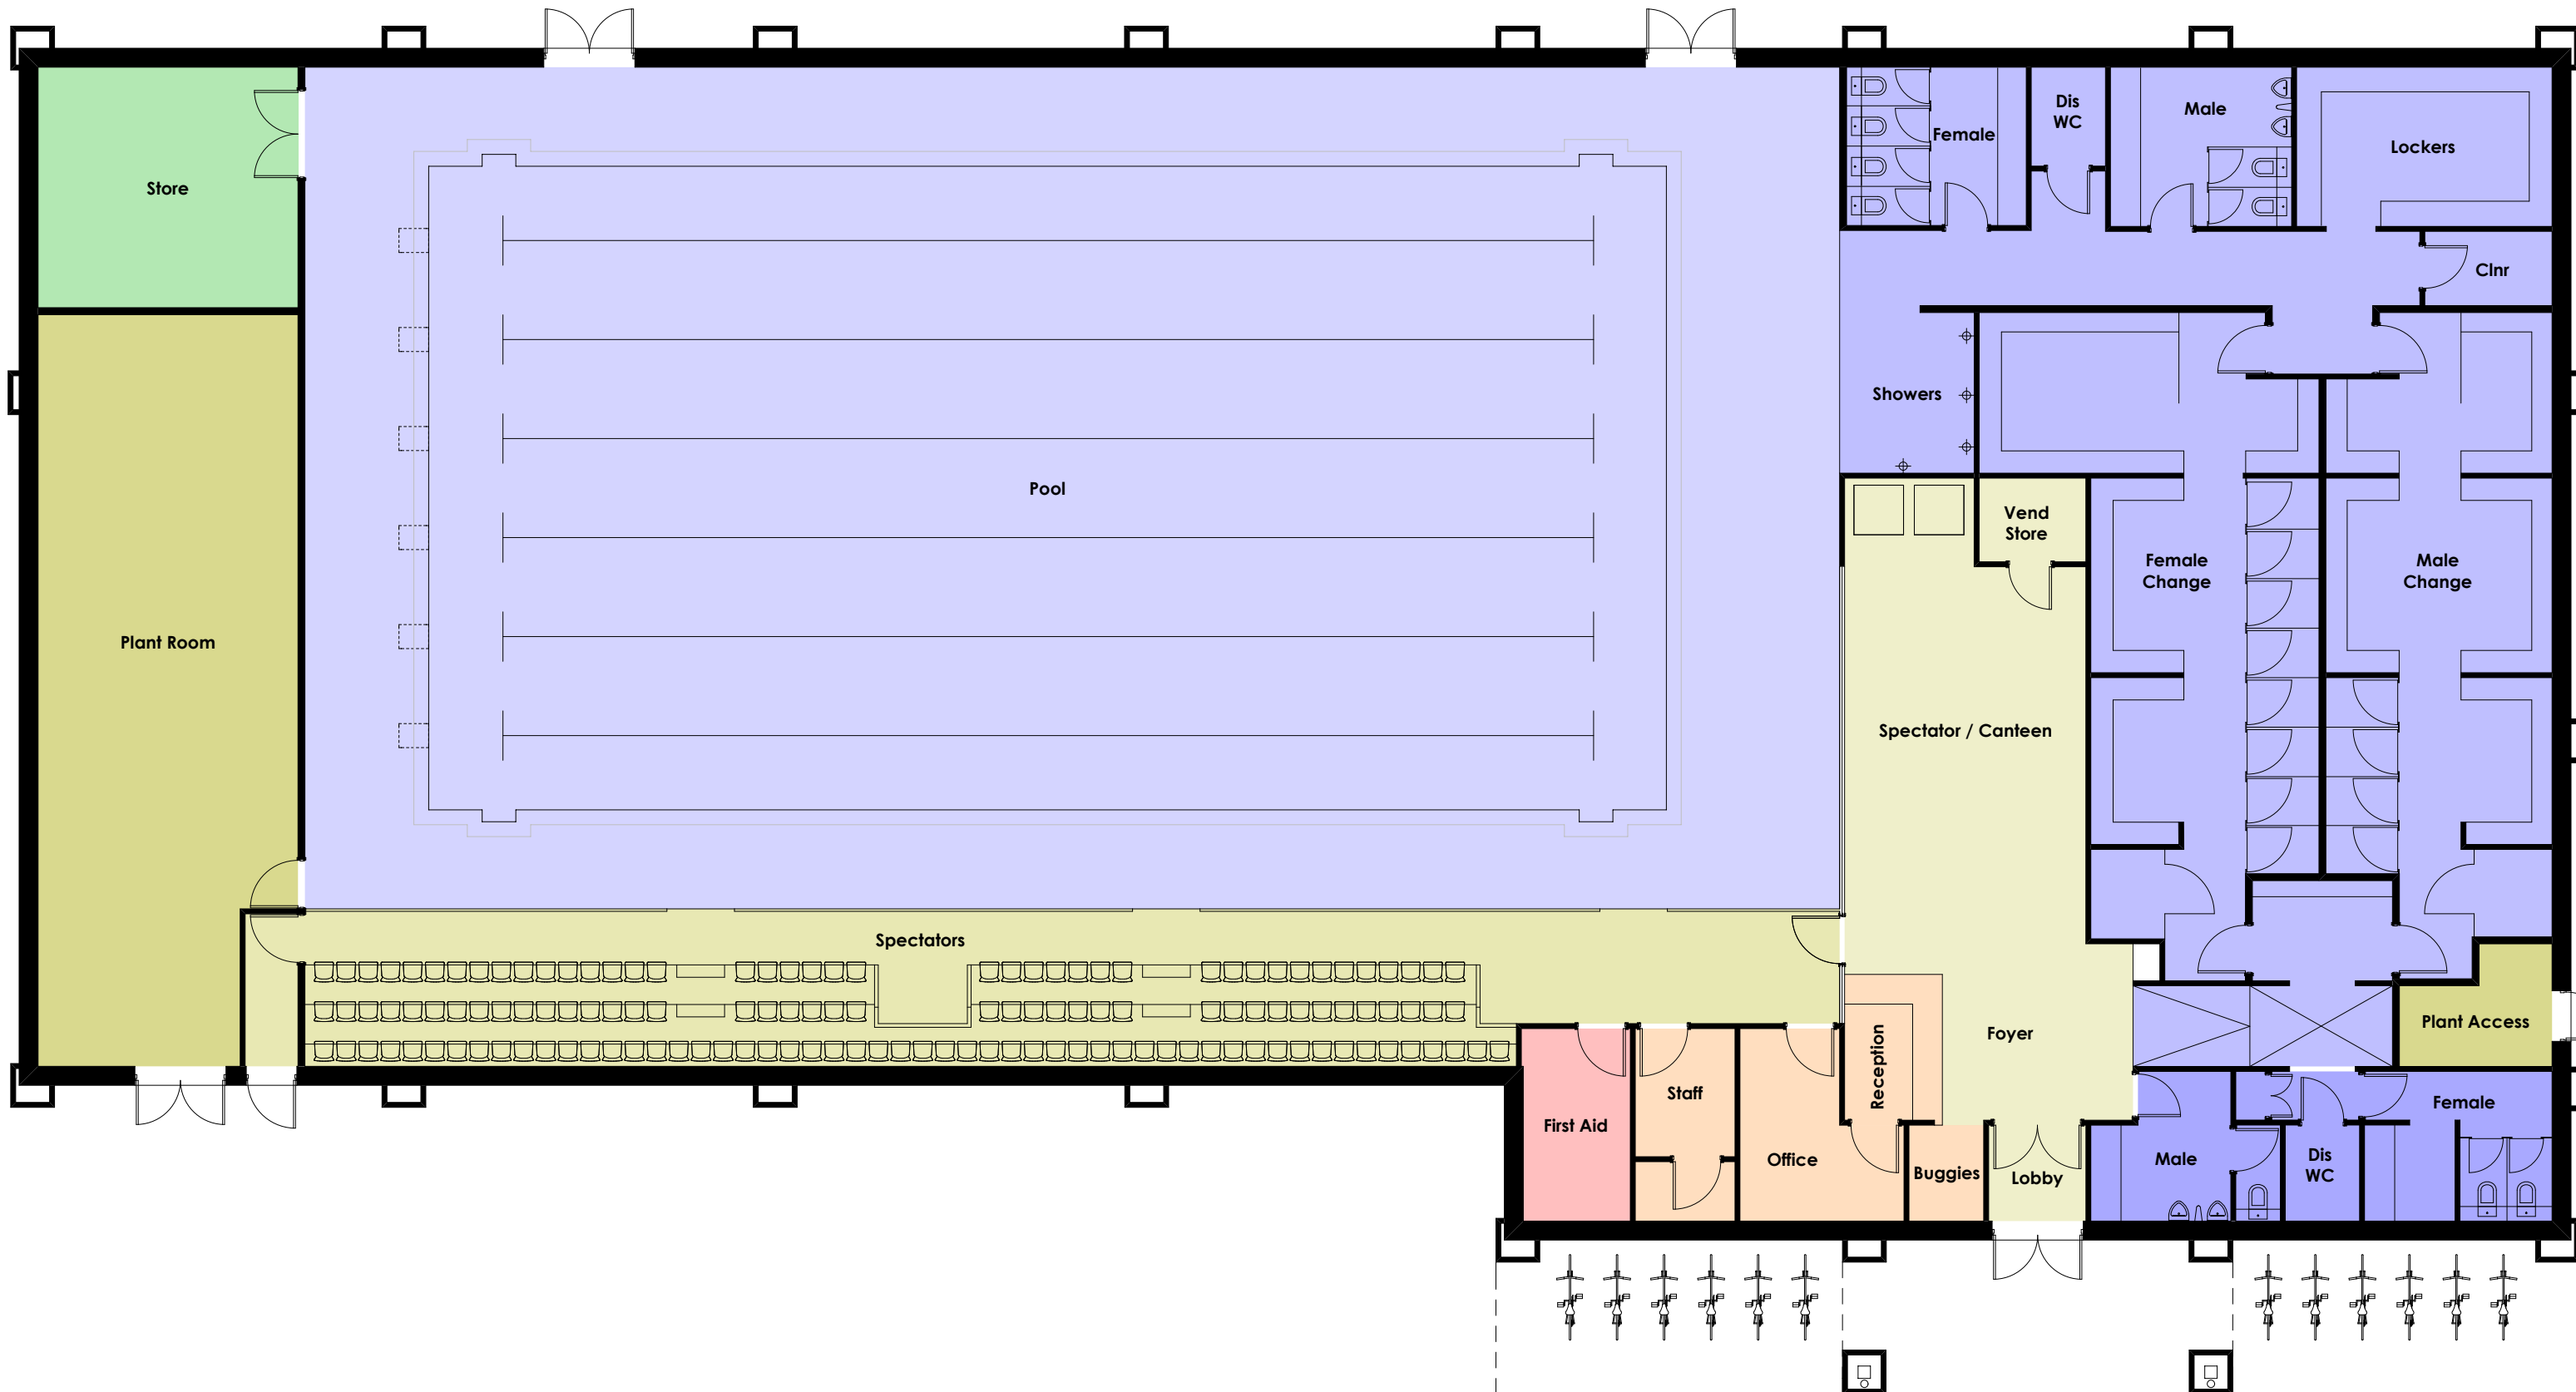 Dis
WC
Male
Female
Lockers
Store
Clnr
Showers
Pool
Vend
Store
Female
Change
Male
Change
Plant Room
Spectator / Canteen
Spectators
Plant Access
Foyer
Reception
Staff
Female
First Aid
Office
Buggies
Lobby
Male
Dis
WC